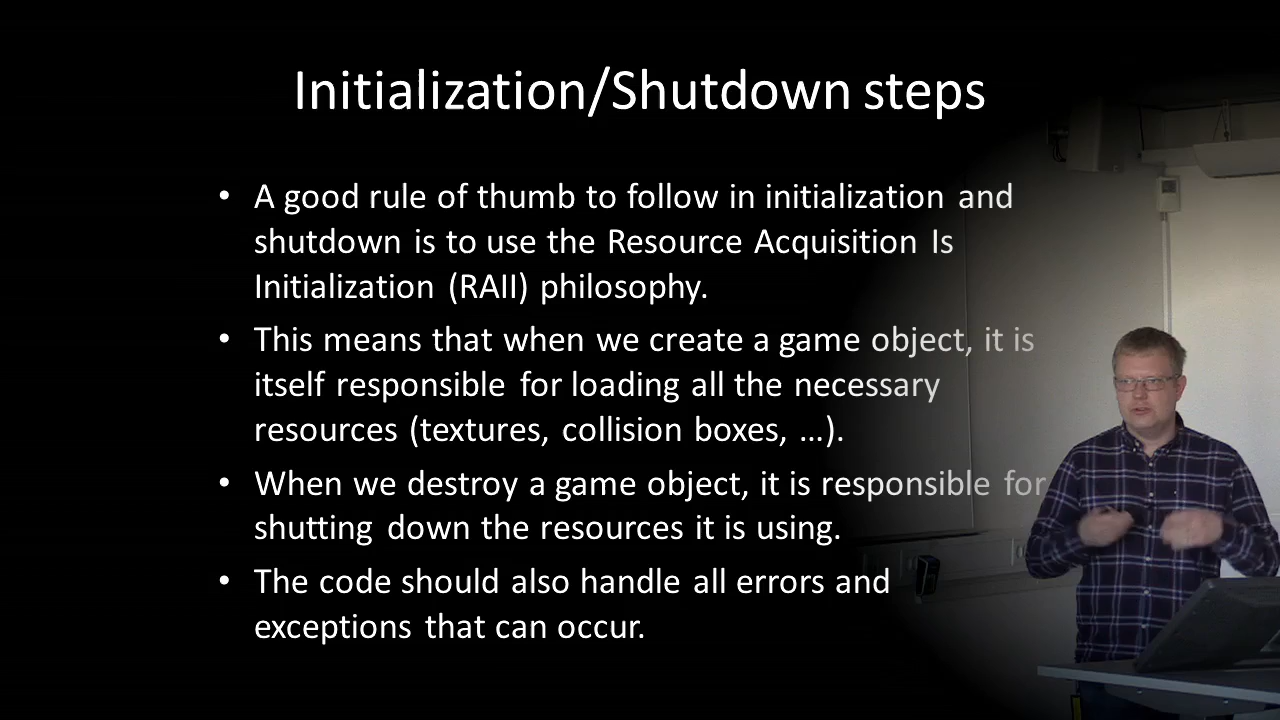 Initialization/Shutdown steps
• A good rule of thumb to follow in initialization and
shutdown is to use the Resource Acquisition Is
Initialization (RAII) philosophy.
• This means that when we create a game object, it is
itself responsible for loading all the necessary
resources (textures, collision boxes, …).
• When we destroy a game object, it is responsible for
shutting down the resources it is using.
• The code should also handle all errors and
exceptions that can occur.